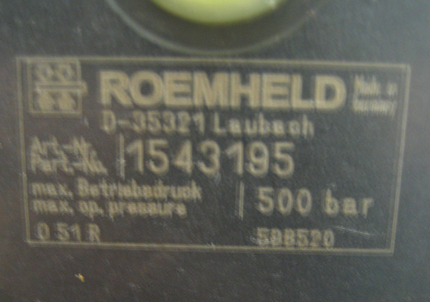 ROEMHELD Made in Germany
D-35321 Laubach
Art-Nr.
Part-No. 1543195
max. Betriebsdruck
max. op. pressure 500 bar
0 51 R 598520